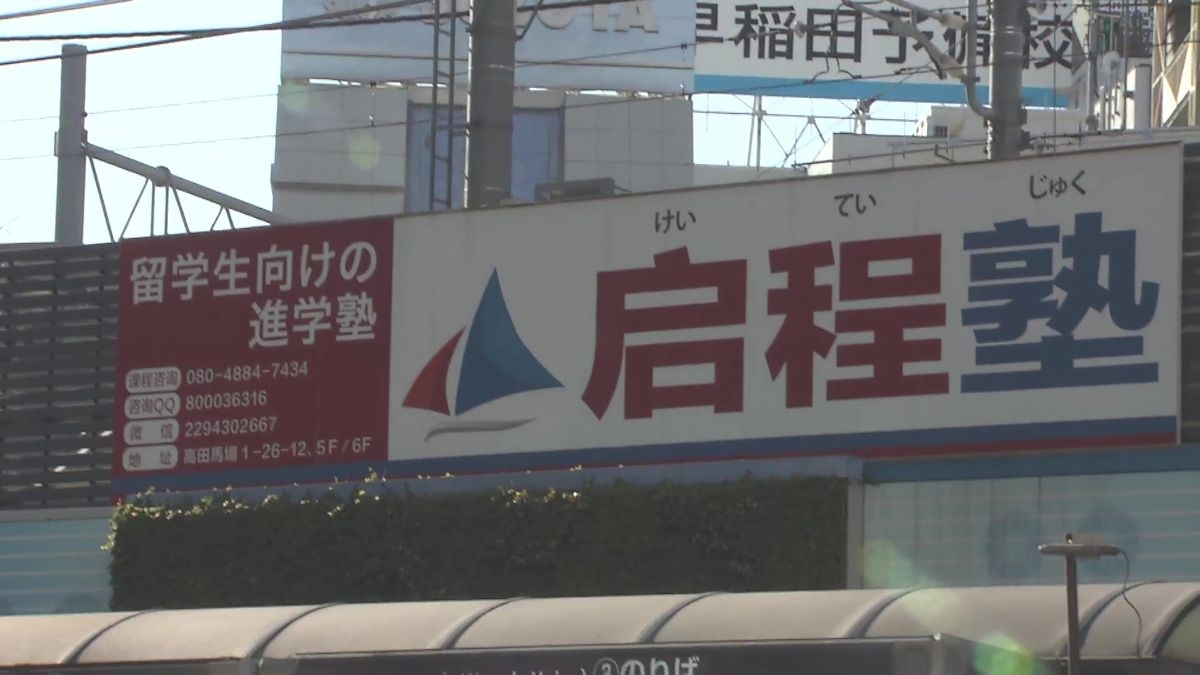 早稲田予備校
留学生向けの
進学塾
课程咨询 080-4884-7434
咨询QQ 800036316
微信 2294302667
地址 高田馬場1-26-12、5F/6F
けい てい じゅく
启程塾
③のりば